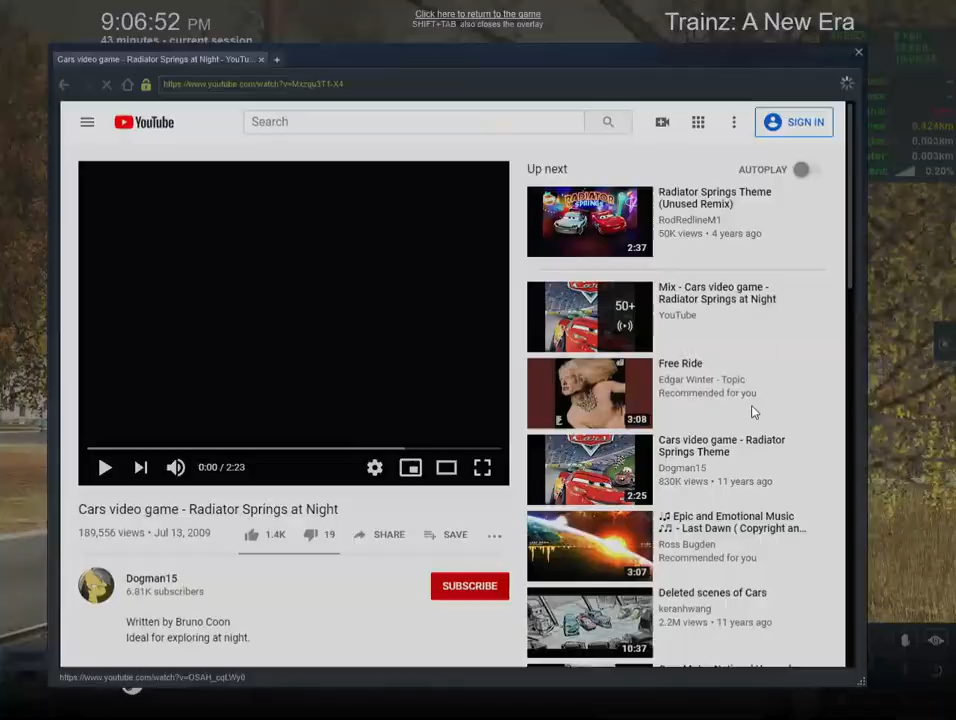 9:06:52 PM
43 minutes - current session
Click here to return to the game
SHIFT+TAB also closes the overlay
Trainz: A New Era
Cars video game - Radiator Springs at Night - YouTu...
YouTube
Search
SIGN IN
Up next
AUTOPLAY
Radiator Springs Theme
(Unused Remix)
RodRedlineM1
50K views • 4 years ago
2:37
Mix - Cars video game -
Radiator Springs at Night
YouTube
50+
Free Ride
Edgar Winter - Topic
Recommended for you
3:08
Cars video game - Radiator
Springs Theme
Dogman15
830K views • 11 years ago
2:25
♫ Epic and Emotional Music
♫ - Last Dawn ( Copyright an...
Ross Bugden
Recommended for you
3:07
Deleted scenes of Cars
keranhwang
2.2M views • 11 years ago
10:37
0:00 / 2:23
Cars video game - Radiator Springs at Night
189,556 views • Jul 13, 2009
1.4K
19
SHARE
SAVE
Dogman15
6.81K subscribers
SUBSCRIBE
Written by Bruno Coon
Ideal for exploring at night.
0.003km
0.20%